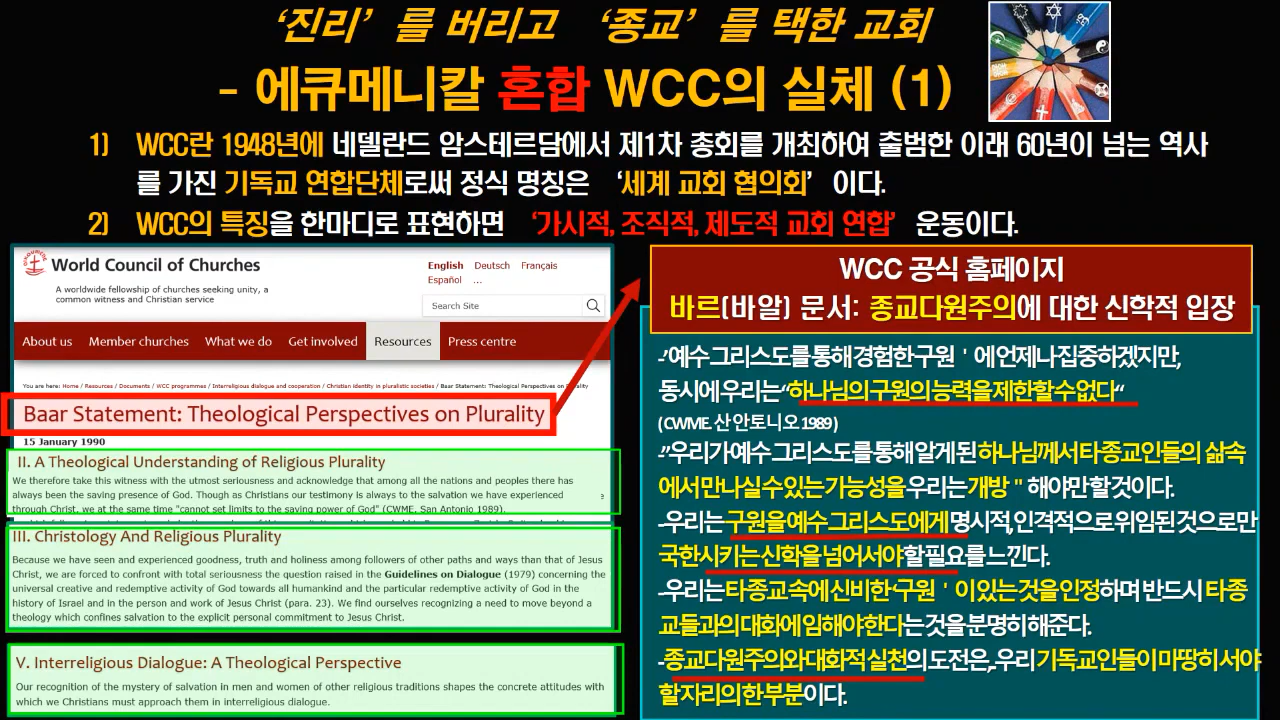 ‘진리’를 버리고 ‘종교’를 택한 교회
- 에큐메니칼 혼합 WCC의 실체 (1)
1) WCC란 1948년에 네델란드 암스테르담에서 제1차 총회를 개최하여 출범한 이래 60년이 넘는 역사
를 가진 기독교 연합단체로써 정식 명칭은 ‘세계 교회 협의회’이다.
2) WCC의 특징을 한마디로 표현하면 ‘가시적, 조직적, 제도적 교회 연합’ 운동이다.
World Council of Churches
A worldwide fellowship of churches seeking unity, a
common witness and Christian service
English Deutsch Français
Español ...
Search Site
About us Member churches What we do Get involved Resources Press centre
You are here: Home / Resources / Documents / WCC programmes / Interreligious dialogue and cooperation / Christian identity in pluralistic societies / Baar Statement: Theological Perspectives on Plurality
Baar Statement: Theological Perspectives on Plurality
15 January 1990
II. A Theological Understanding of Religious Plurality
We therefore take this witness with the utmost seriousness and acknowledge that among all the nations and peoples there has
always been the saving presence of God. Though as Christians our testimony is always to the salvation we have experienced
through Christ, we at the same time "cannot set limits to the saving power of God" (CWME, San Antonio 1989).
III. Christology And Religious Plurality
Because we have seen and experienced goodness, truth and holiness among followers of other paths and ways than that of Jesus
Christ, we are forced to confront with total seriousness the question raised in the Guidelines on Dialogue (1979) concerning the
universal creative and redemptive activity of God towards all humankind and the particular redemptive activity of God in the
history of Israel and in the person and work of Jesus Christ (para. 23). We find ourselves recognizing a need to move beyond a
theology which confines salvation to the explicit personal commitment to Jesus Christ.
V. Interreligious Dialogue: A Theological Perspective
Our recognition of the mystery of salvation in men and women of other religious traditions shapes the concrete attitudes with
which we Christians must approach them in interreligious dialogue.
WCC 공식 홈페이지
바르(바알) 문서: 종교다원주의에 대한 신학적 입장
-’예수 그리스도를 통해 경험한 구원 ' 에 언제나 집중하겠지만,
동시에 우리는 “하나님의 구원의 능력을 제한할 수 없다“
(CWME. 산 안토니오 1989)
-”우리가 예수 그리스도를 통해 알게 된 하나님께서 타종교인들의 삶속
에서 만나실 수 있는 가능성을 우리는 개방 " 해야만 할 것이다.
-우리는 구원을 예수 그리스도에게 명시적, 인격적으로 위임된 것으로만
국한시키는 신학을 넘어서야 할 필요를 느낀다.
-우리는 타종교 속에 신비한 ‘구원 ' 이 있는 것을 인정하며 반드시 타종
교들과의 대화에 임해야 한다는 것을 분명히 해준다.
-종교다원주의와 대화적 실천의 도전은,, 우리 기독교인들이 마땅히 서야
할 자리의 한 부분이다.